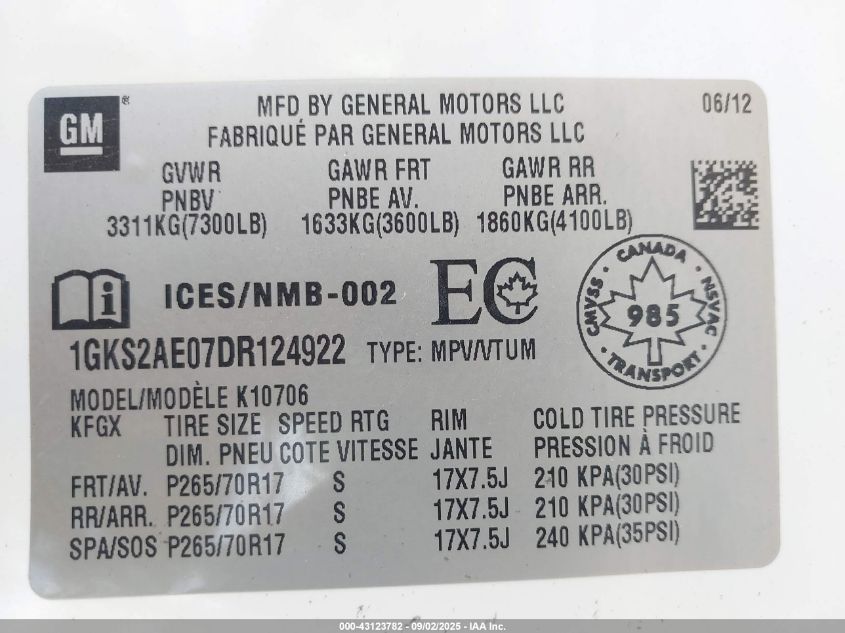 GM ®
MFD BY GENERAL MOTORS LLC 06/12
FABRIQUÉ PAR GENERAL MOTORS LLC
GVWR GAWR FRT GAWR RR
PNBV PNBE AV. PNBE ARR.
3311KG(7300LB) 1633KG(3600LB) 1860KG(4100LB)
i ICES/NMB-002 EC
CANADA
CMVSS 985 NSVAC
TRANSPORT
1GKS2AE07DR124922 TYPE: MPV/VTUM
MODEL/MODÈLE K10706
KFGX TIRE SIZE SPEED RTG RIM COLD TIRE PRESSURE
DIM. PNEU COTE VITESSE JANTE PRESSION À FROID
FRT/AV. P265/70R17 S 17X7.5J 210 KPA(30PSI)
RR/ARR. P265/70R17 S 17X7.5J 210 KPA(30PSI)
SPA/SOS P265/70R17 S 17X7.5J 240 KPA(35PSI)
000-43123782 - 09/02/2025 - IAA Inc.